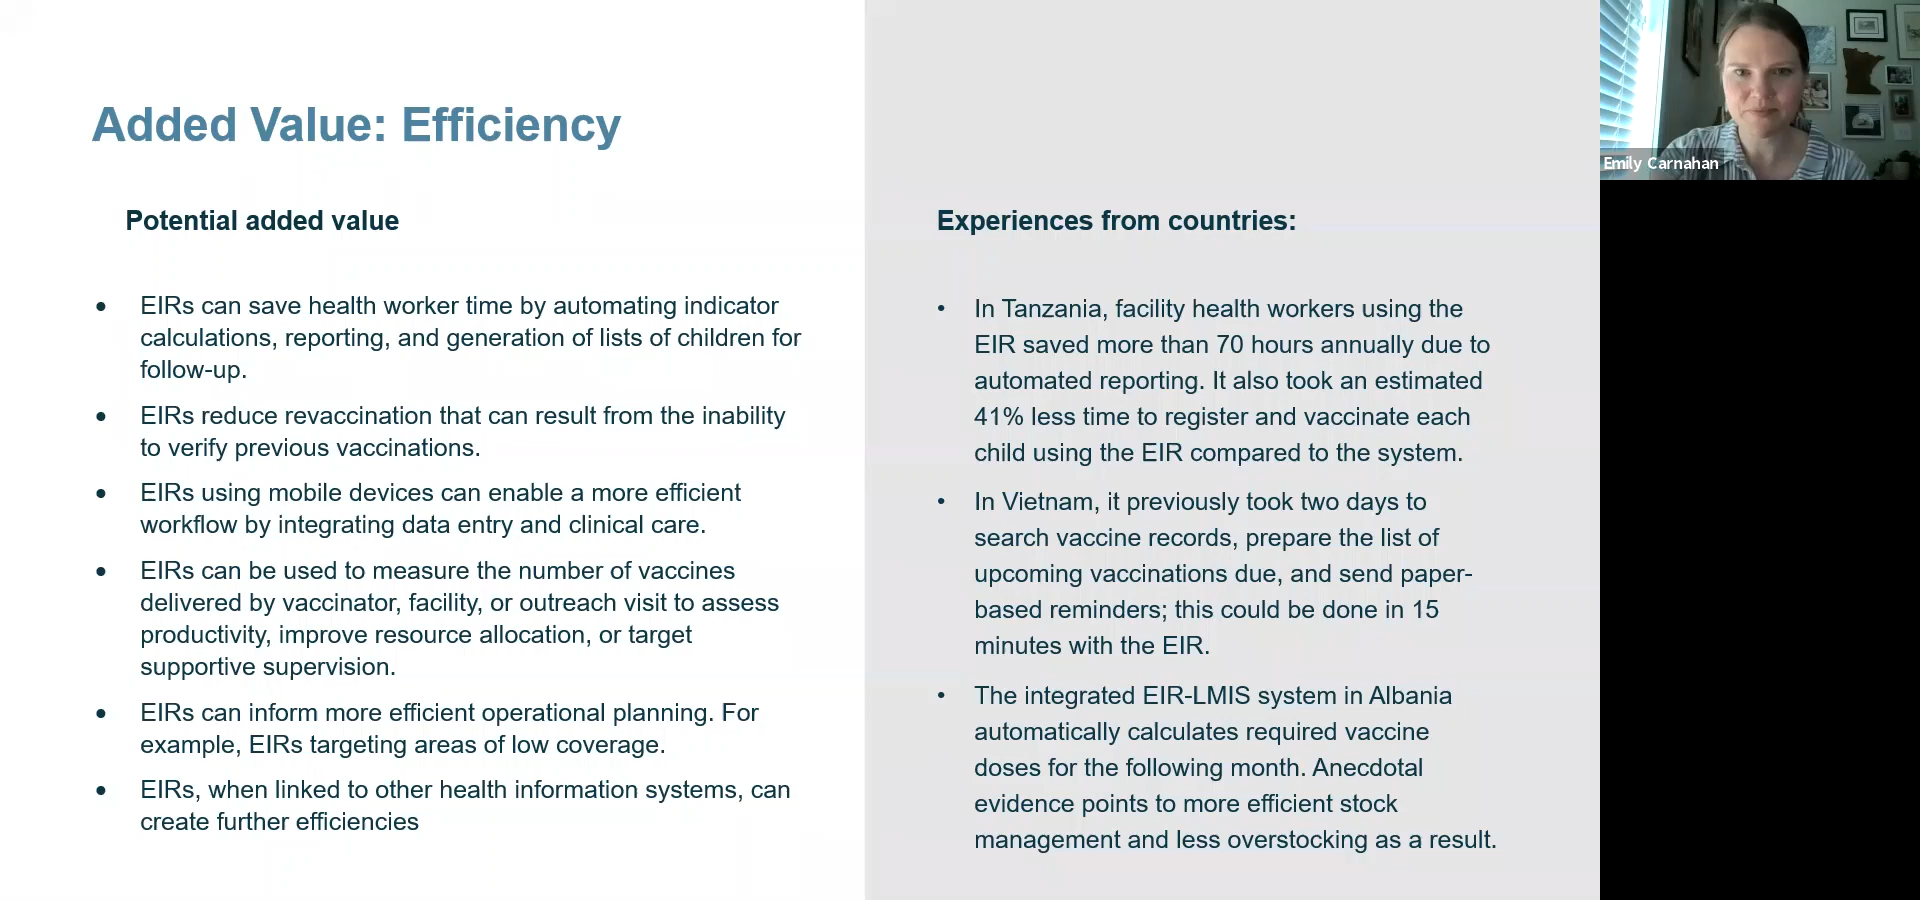 Added Value: Efficiency
Potential added value
• EIRs can save health worker time by automating indicator
calculations, reporting, and generation of lists of children for
follow-up.
• EIRs reduce revaccination that can result from the inability
to verify previous vaccinations.
• EIRs using mobile devices can enable a more efficient
workflow by integrating data entry and clinical care.
• EIRs can be used to measure the number of vaccines
delivered by vaccinator, facility, or outreach visit to assess
productivity, improve resource allocation, or target
supportive supervision.
• EIRs can inform more efficient operational planning. For
example, EIRs targeting areas of low coverage.
• EIRs, when linked to other health information systems, can
create further efficiencies
Experiences from countries:
• In Tanzania, facility health workers using the
EIR saved more than 70 hours annually due to
automated reporting. It also took an estimated
41% less time to register and vaccinate each
child using the EIR compared to the system.
• In Vietnam, it previously took two days to
search vaccine records, prepare the list of
upcoming vaccinations due, and send paper-
based reminders; this could be done in 15
minutes with the EIR.
• The integrated EIR-LMIS system in Albania
automatically calculates required vaccine
doses for the following month. Anecdotal
evidence points to more efficient stock
management and less overstocking as a result.
Emily Carnahan